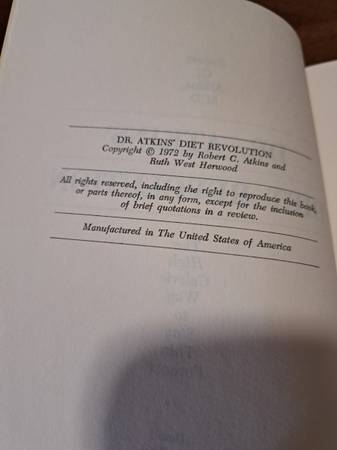 DR. ATKINS' DIET REVOLUTION
Copyright © 1972 by Robert C. Atkins and
Ruth West Herwood
All rights reserved, including the right to reproduce this book,
or parts thereof, in any form, except for the inclusion
of brief quotations in a review.
Manufactured in The United States of America